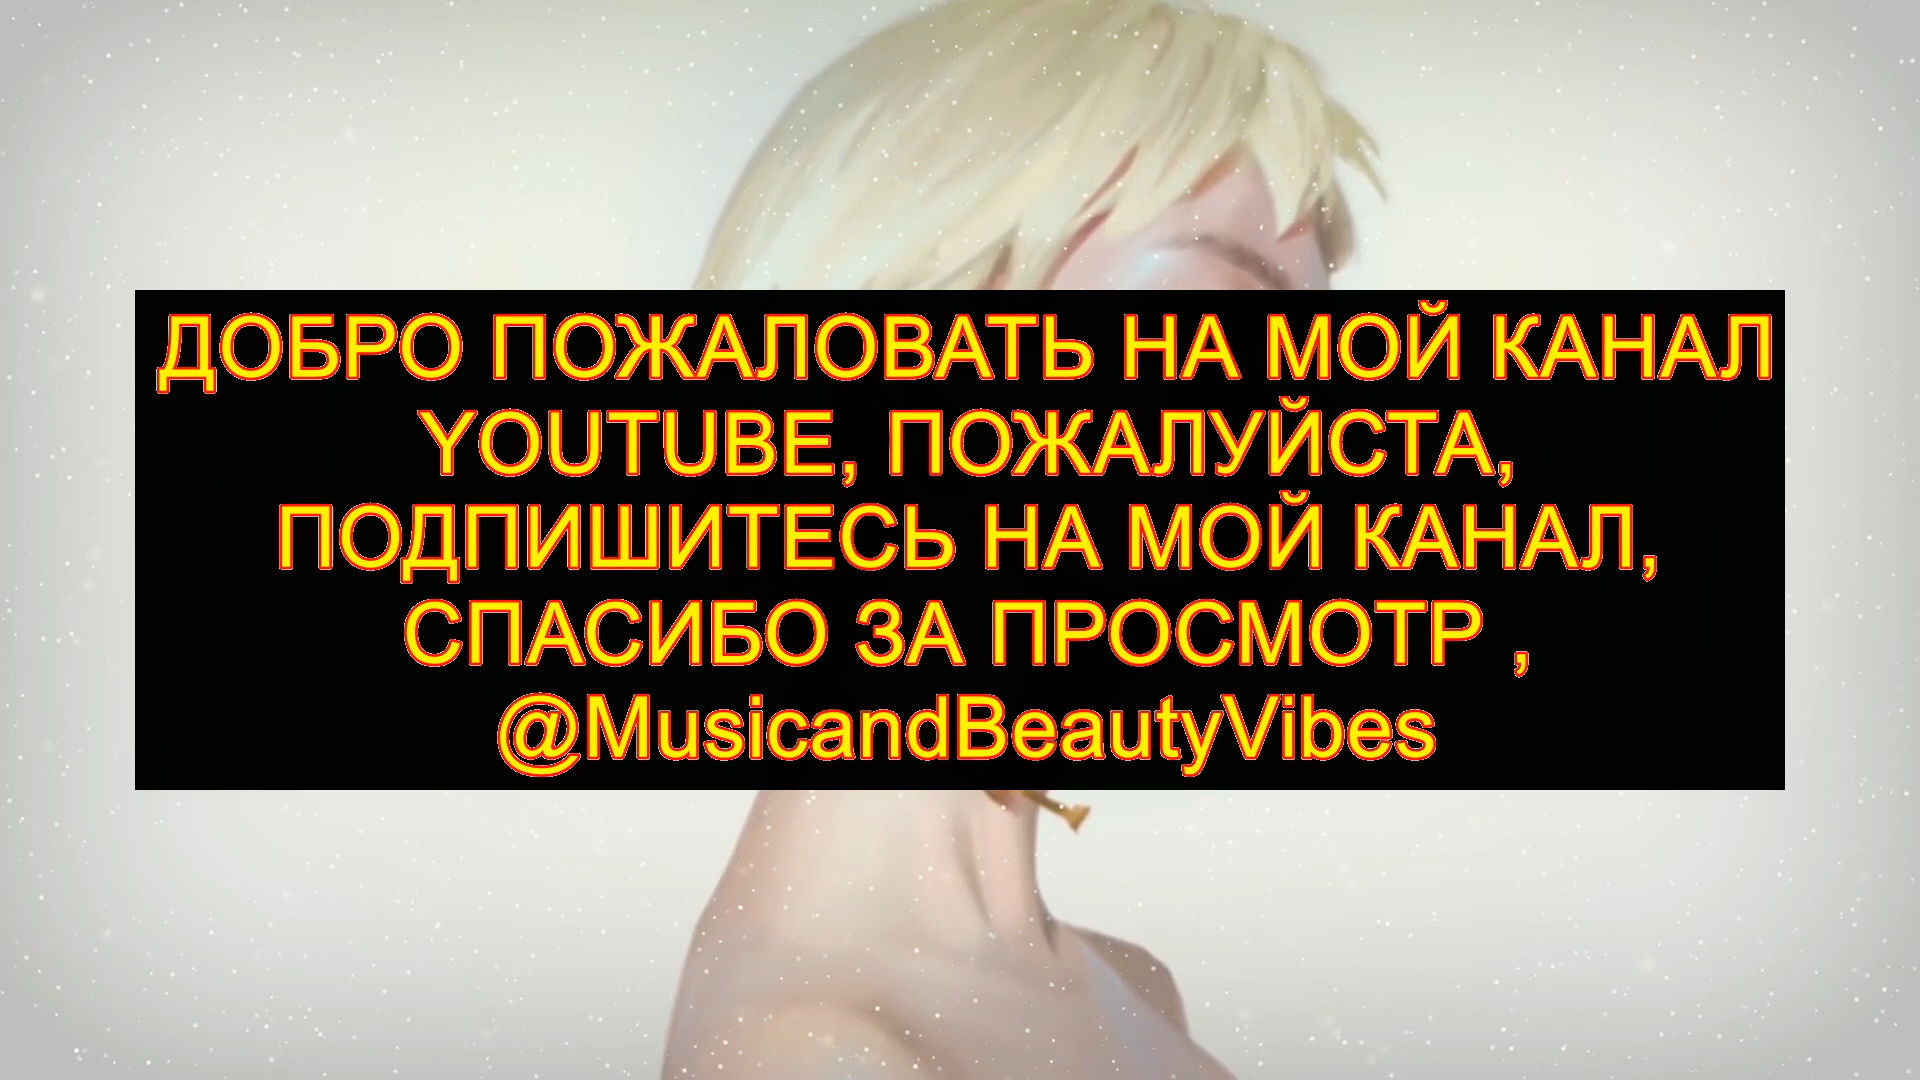 ДОБРО ПОЖАЛОВАТЬ НА МОЙ КАНАЛ
YOUTUBE, ПОЖАЛУЙСТА,
ПОДПИШИТЕСЬ НА МОЙ КАНАЛ,
СПАСИБО ЗА ПРОСМОТР ,
@MusicandBeautyVibes